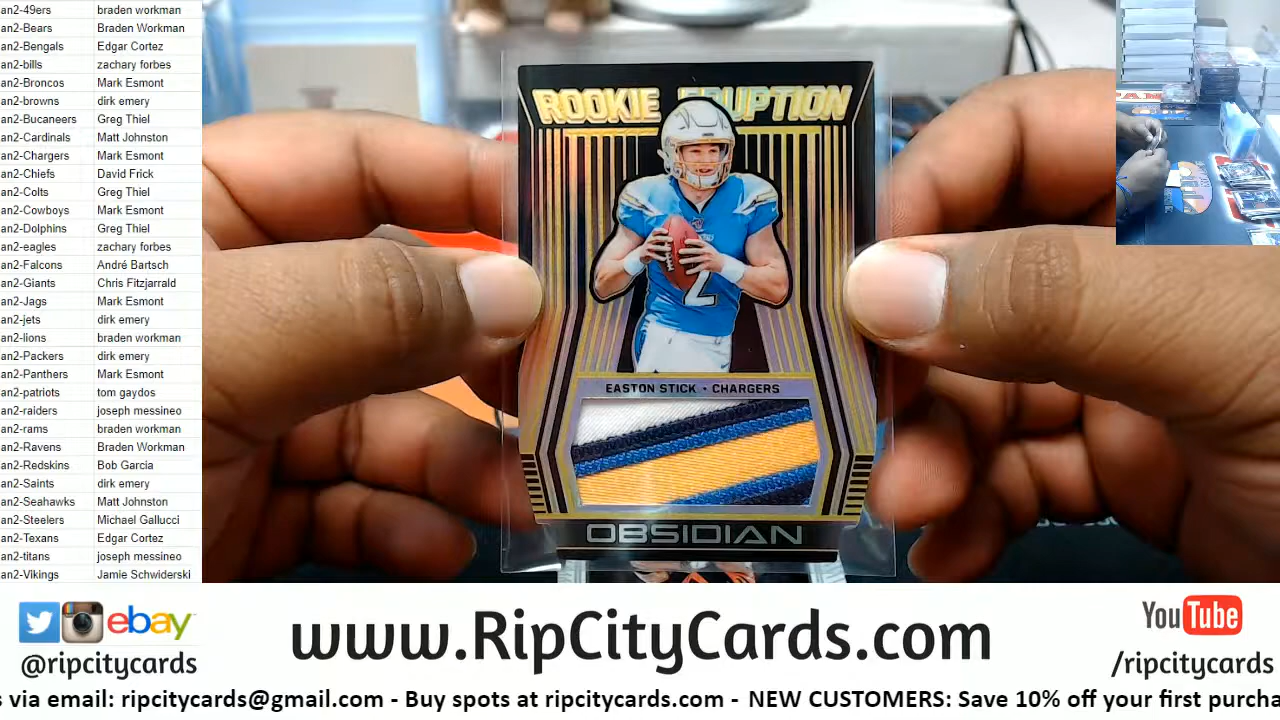 an2-49ers braden workman
an2-Bears Braden Workman
an2-Bengals Edgar Cortez
an2-bills zachary forbes
an2-Broncos Mark Esmont
an2-browns dirk emery
an2-Bucaneers Greg Thiel
an2-Cardinals Matt Johnston
an2-Chargers Mark Esmont
an2-Chiefs David Frick
an2-Colts Greg Thiel
an2-Cowboys Mark Esmont
an2-Dolphins Greg Thiel
an2-eagles zachary forbes
an2-Falcons André Bartsch
an2-Giants Chris Fitzjarrald
an2-Jags Mark Esmont
an2-jets dirk emery
an2-lions braden workman
an2-Packers dirk emery
an2-Panthers Mark Esmont
an2-patriots tom gaydos
an2-raiders joseph messineo
an2-rams braden workman
an2-Ravens Braden Workman
an2-Redskins Bob Garcia
an2-Saints dirk emery
an2-Seahawks Matt Johnston
an2-Steelers Michael Gallucci
an2-Texans Edgar Cortez
an2-titans joseph messineo
an2-Vikings Jamie Schwiderski
ROOKIE ERUPTION
2
EASTON STICK • CHARGERS
OBSIDIAN
ebay
@ripcitycards
www.RipCityCards.com
YouTube
/ripcitycards
s via email: ripcitycards@gmail.com - Buy spots at ripcitycards.com - NEW CUSTOMERS: Save 10% off your first purcha